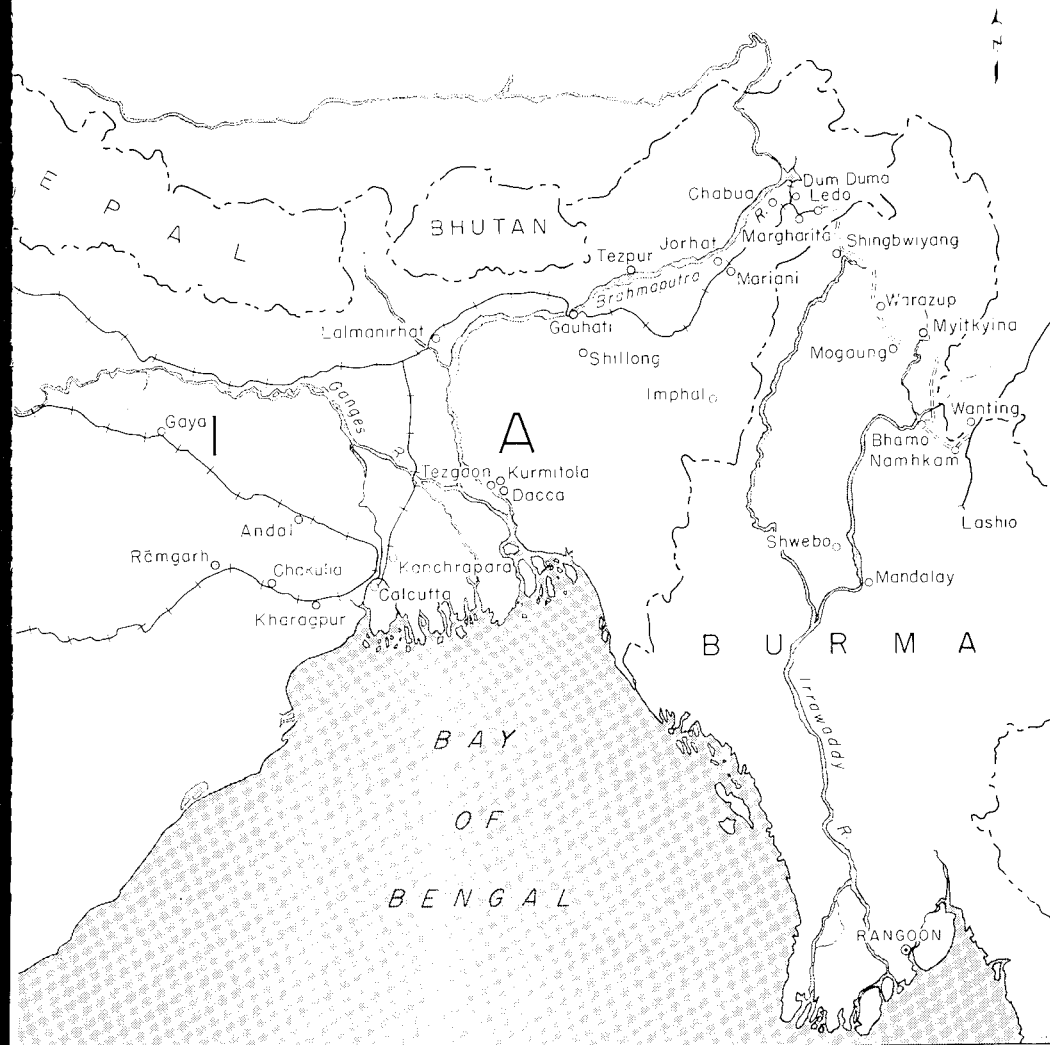 N
E P A L
BHUTAN
Chabua
Dum Duma
Ledo
R.
Margharita
Shingbwiyang
Jorhat
Tezpur
Mariani
Brahmaputra
Warazup
Gauhati
Myitkyina
Lalmanirhat
Mogaung
Shillong
Imphal
Ganges
R.
Gaya
I A
Wanting
Bhamo
Namhkam
Tezgaon
Kurmitola
Dacca
Andal
Lashio
Shwebo
Rāmgarh
Chakulia
Kanchrapara
Mandalay
Calcutta
Kharagpur
BURMA
Irrawaddy
R.
BAY
OF
BENGAL
RANGOON